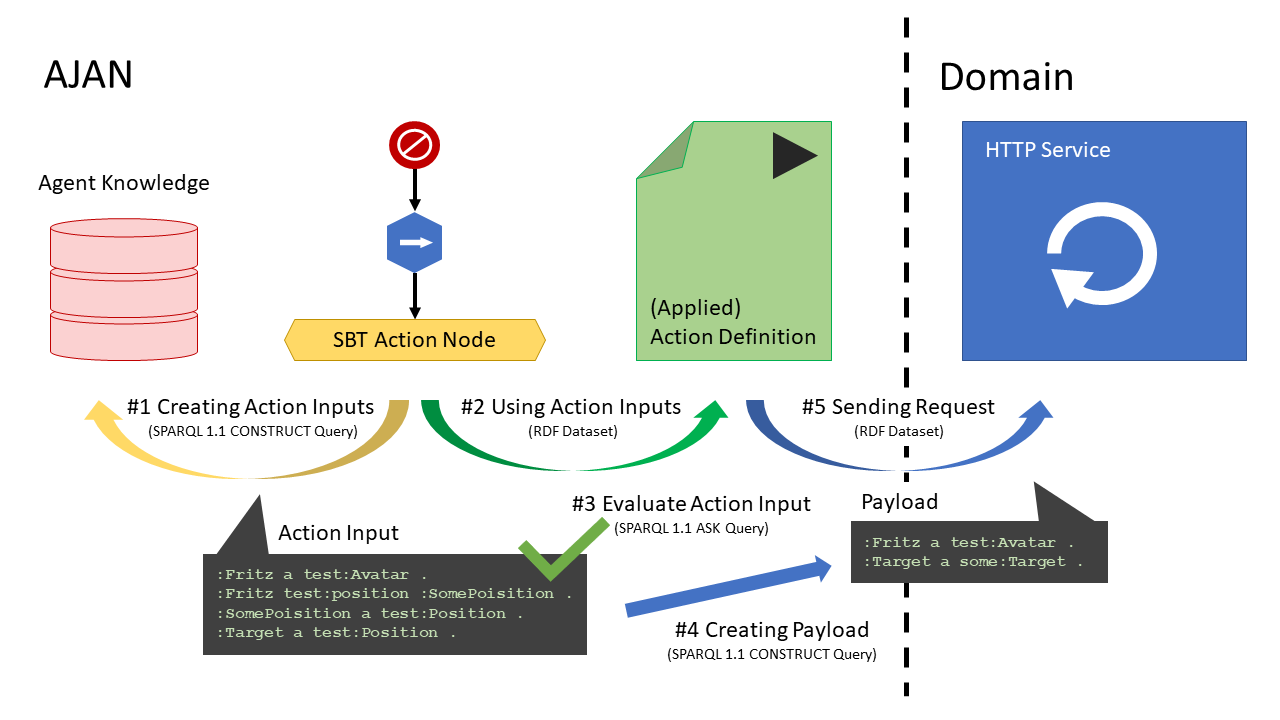 AJAN
Domain
Agent Knowledge
HTTP Service
SBT Action Node
(Applied)
Action Definition
#1 Creating Action Inputs
(SPARQL 1.1 CONSTRUCT Query)
#2 Using Action Inputs
(RDF Dataset)
#5 Sending Request
(RDF Dataset)
#3 Evaluate Action Input
(SPARQL 1.1 ASK Query)
Action Input
:Fritz a test:Avatar .
:Fritz test:position :SomePoisition .
:SomePoisition a test:Position .
:Target a test:Position .
#4 Creating Payload
(SPARQL 1.1 CONSTRUCT Query)
Payload
:Fritz a test:Avatar .
:Target a some:Target .